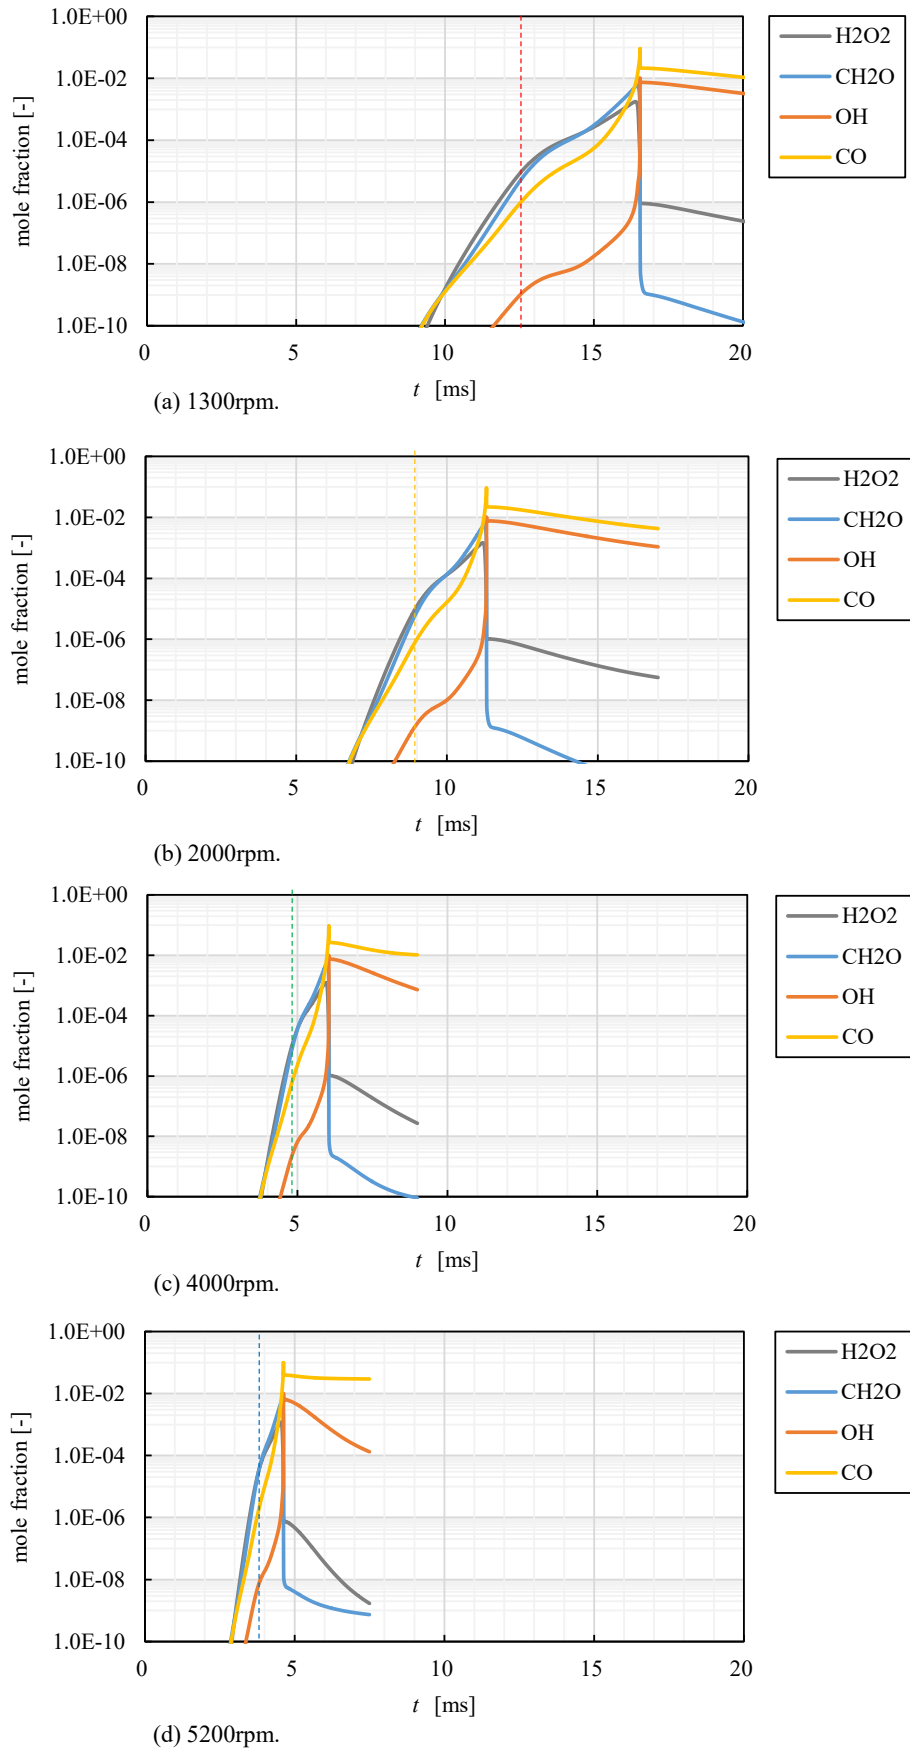 1.0E+00
1.0E-02
1.0E-04
1.0E-06
1.0E-08
1.0E-10
mole fraction [-]
0 5 10 15 20
t [ms]
H2O2
CH2O
OH
CO
(a) 1300rpm.
1.0E+00
1.0E-02
1.0E-04
1.0E-06
1.0E-08
1.0E-10
mole fraction [-]
0 5 10 15 20
t [ms]
H2O2
CH2O
OH
CO
(b) 2000rpm.
1.0E+00
1.0E-02
1.0E-04
1.0E-06
1.0E-08
1.0E-10
mole fraction [-]
0 5 10 15 20
t [ms]
H2O2
CH2O
OH
CO
(c) 4000rpm.
1.0E+00
1.0E-02
1.0E-04
1.0E-06
1.0E-08
1.0E-10
mole fraction [-]
0 5 10 15 20
t [ms]
H2O2
CH2O
OH
CO
(d) 5200rpm.